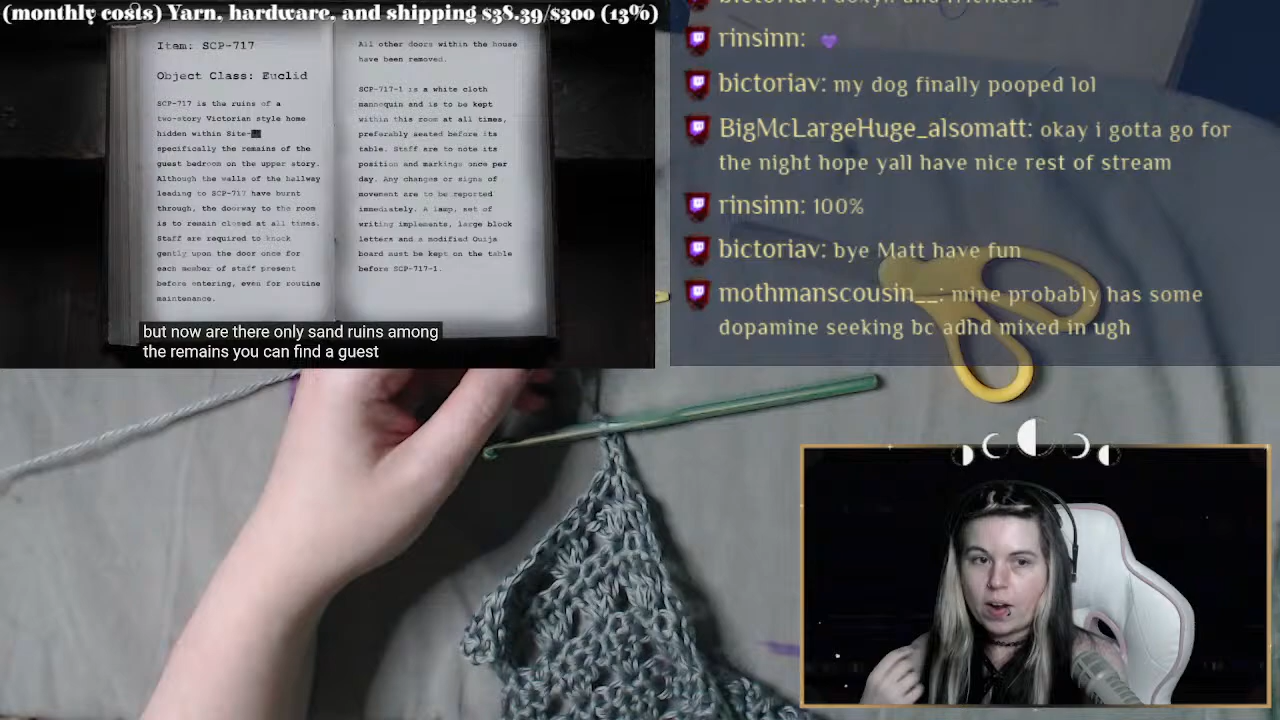 (monthly costs) Yarn, hardware, and shipping $38.39/$300 (13%)
Item: SCP-717
Object Class: Euclid
SCP-717 is the ruins of a
two-story Victorian style home
hidden within Site-
specifically the remains of the
guest bedroom on the upper story.
Although the walls of the hallway
leading to SCP-717 have burnt
through, the doorway to the room
is to remain closed at all times.
Staff are required to knock
gently upon the door once for
each member of staff present
before entering, even for routine
maintenance.
All other doors within the house
have been removed.
SCP-717-1 is a white cloth
mannequin and is to be kept
within this room at all times,
preferably seated before its
table. Staff are to note its
position and markings once per
day. Any changes or signs of
movement are to be reported
immediately. A lamp, set of
writing implements, large block
letters and a modified Ouija
board must be kept on the table
before SCP-717-1.
but now are there only sand ruins among
the remains you can find a guest
rinsinn:
bictoriav: my dog finally pooped lol
BigMcLargeHuge_alsomatt: okay i gotta go for
the night hope yall have nice rest of stream
rinsinn: 100%
bictoriav: bye Matt have fun
mothmanscousin__: mine probably has some
dopamine seeking bc adhd mixed in ugh